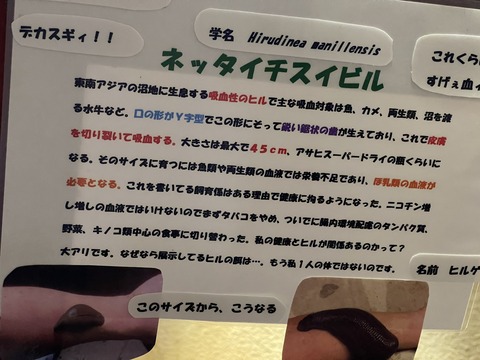 デカスギィ！！
学名 Hirudinea manillensis
これくら
すげぇ血
ネッタイチスイビル
東南アジアの沼地に生息する吸血性のヒルで主な吸血対象は魚、カメ、両生類、沼を渡
る水牛など。口の形がY字型でこの形にそって鋭い鋸状の歯が生えており、これで皮膚
を切り裂いて吸血する。大きさは最大で４５ｃｍ、アサヒスーパードライの瓶くらいに
なる。そのサイズに育つには魚類や両生類の血液では栄養不足であり、哺乳類の血液が
必要となる。これを書いてる飼育係はある理由で健康に拘るようになった。ニコチン増
し増しの血液ではいけないのでまずタバコをやめ、ついでに腸内環境配慮のタンパク質、
野菜、キノコ類中心の食事に切り替わった。私の健康とヒルが関係あるのかって？
大アリです。なぜなら展示してるヒルの餌は…。もう私１人の体ではないのです。
名前 ヒルゲ
このサイズから、こうなる